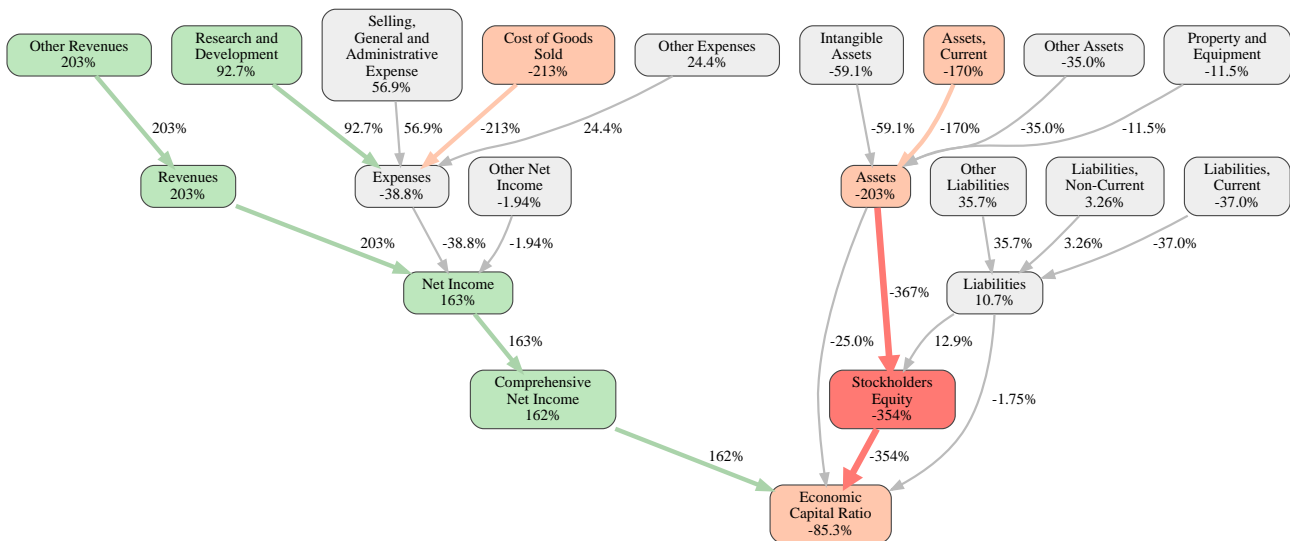 Other Revenues
203%
Research and
Development
92.7%
Selling,
General and
Administrative
Expense
56.9%
Cost of Goods
Sold
-213%
Other Expenses
24.4%
Intangible
Assets
-59.1%
Assets,
Current
-170%
Other Assets
-35.0%
Property and
Equipment
-11.5%
203%
92.7%
56.9%
-213%
24.4%
-59.1%
-170%
-35.0%
-11.5%
Revenues
203%
Expenses
-38.8%
Other Net
Income
-1.94%
Assets
-203%
Other
Liabilities
35.7%
Liabilities,
Non-Current
3.26%
Liabilities,
Current
-37.0%
203%
-38.8%
-1.94%
35.7%
3.26%
-37.0%
Net Income
163%
-367%
Liabilities
10.7%
163%
-25.0%
12.9%
Comprehensive
Net Income
162%
Stockholders
Equity
-354%
-1.75%
162%
-354%
Economic
Capital Ratio
-85.3%